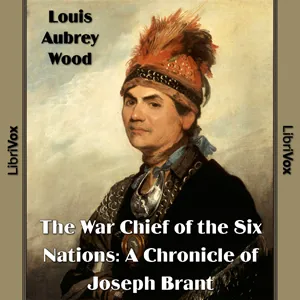 Louis
Aubrey
Wood
LibriVox
LibriVox
The War Chief of the Six
Nations: A Chronicle of
Joseph Brant